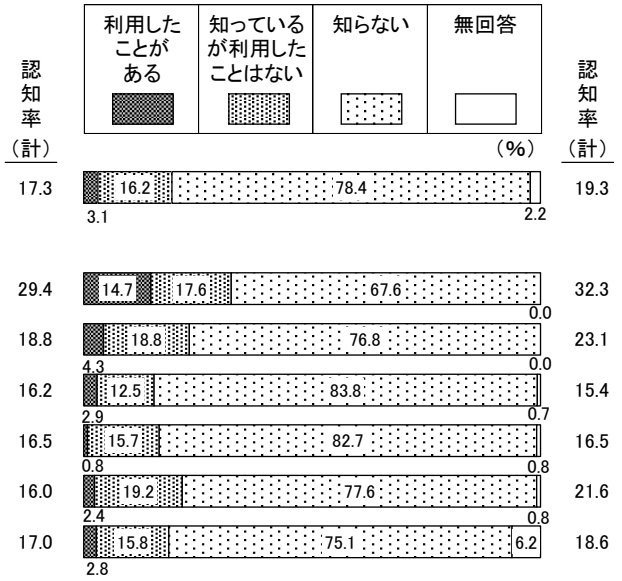 利用した
ことが
ある
知っている
が利用した
ことはない
知らない
無回答
認知率
（計）
認知率
（計）
（%）
17.3 16.2 78.4 19.3
3.1 2.2
29.4 14.7 17.6 67.6 32.3
0.0
18.8 18.8 76.8 23.1
4.3 0.0
16.2 12.5 83.8 15.4
2.9 0.7
16.5 15.7 82.7 16.5
0.8 0.8
16.0 19.2 77.6 21.6
2.4 0.8
17.0 15.8 75.1 6.2 18.6
2.8